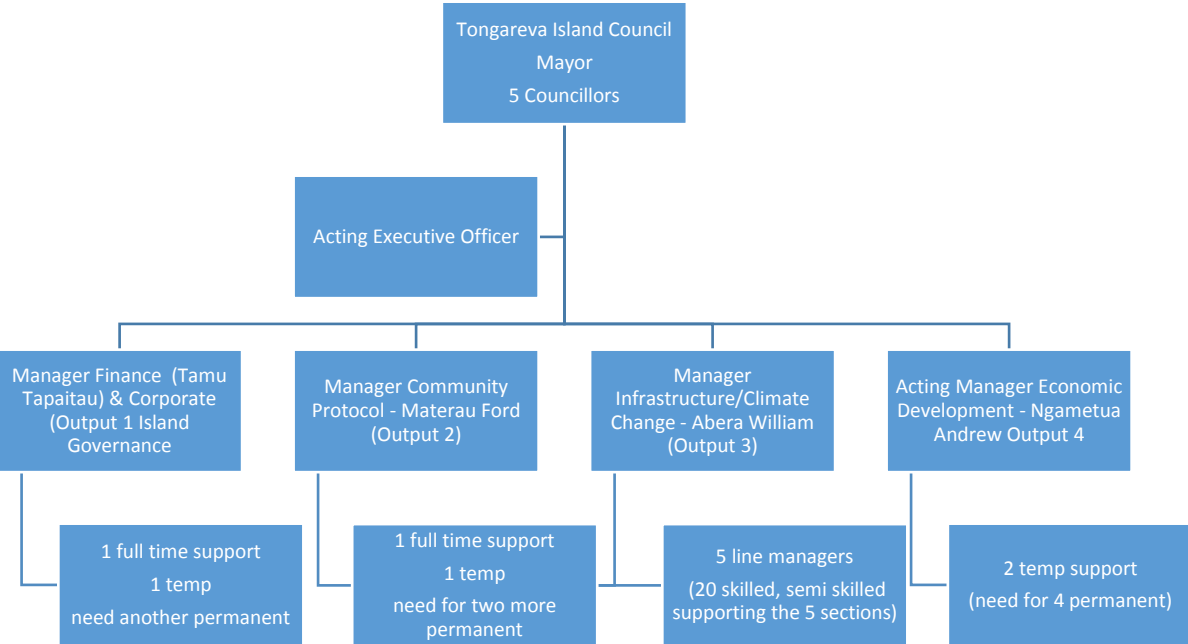 Tongareva Island Council
Mayor
5 Councillors
Acting Executive Officer
Manager Finance (Tamu
Tapaitau) & Corporate
(Output 1 Island
Governance
Manager Community
Protocol - Materau Ford
(Output 2)
Manager
Infrastructure/Climate
Change - Abera William
(Output 3)
Acting Manager Economic
Development - Ngametua
Andrew Output 4
1 full time support
1 temp
need another permanent
1 full time support
1 temp
need for two more
permanent
5 line managers
(20 skilled, semi skilled
supporting the 5 sections)
2 temp support
(need for 4 permanent)